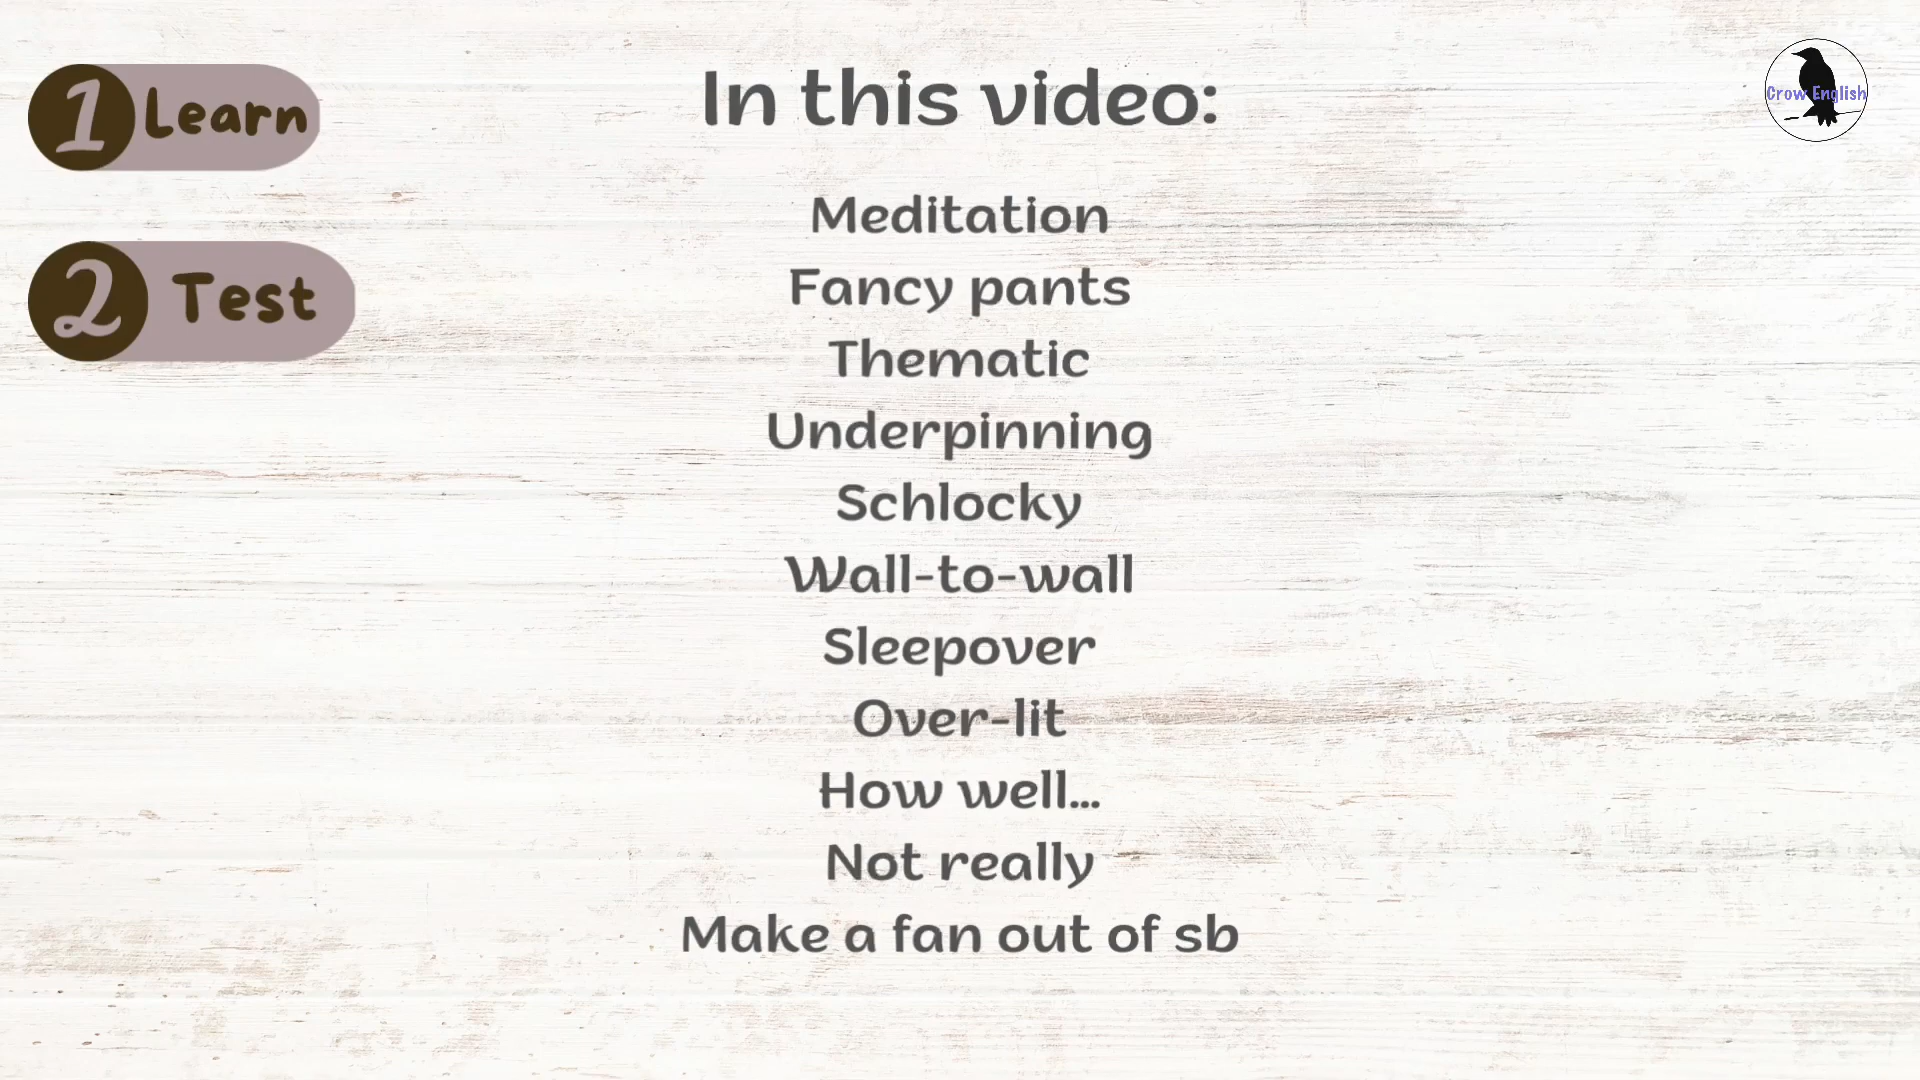 1 Learn
2 Test
In this video:
Meditation
Fancy pants
Thematic
Underpinning
Schlocky
Wall-to-wall
Sleepover
Over-lit
How well...
Not really
Make a fan out of sb
Crow English